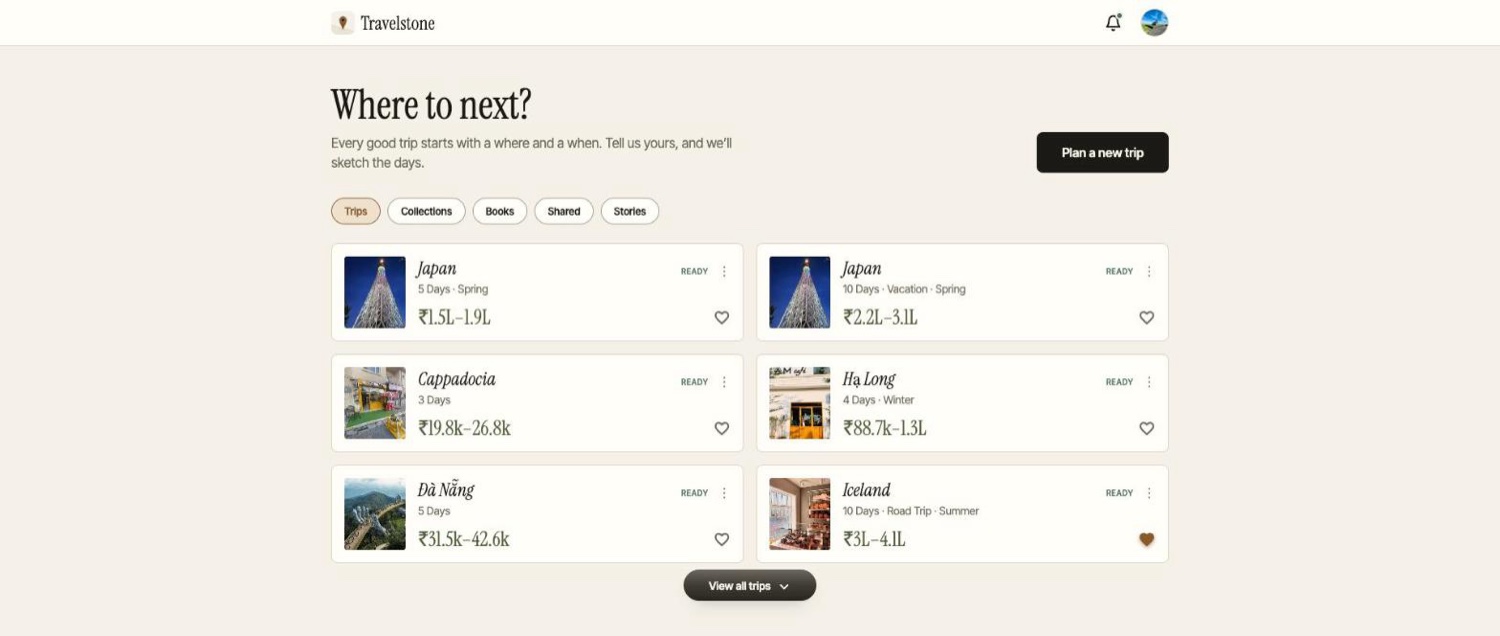 Travelstone
Where to next?
Every good trip starts with a where and a when. Tell us yours, and we'll
sketch the days.
Plan a new trip
Trips
Collections
Books
Shared
Stories
Japan
READY
5 Days · Spring
₹1.5L–1.9L
Japan
READY
10 Days · Vacation · Spring
₹2.2L–3.1L
Cappadocia
READY
3 Days
₹19.8k–26.8k
Hạ Long
READY
4 Days · Winter
₹88.7k–1.3L
Đà Nẵng
READY
5 Days
₹31.5k–42.6k
Iceland
READY
10 Days · Road Trip · Summer
₹3L–4.1L
View all trips